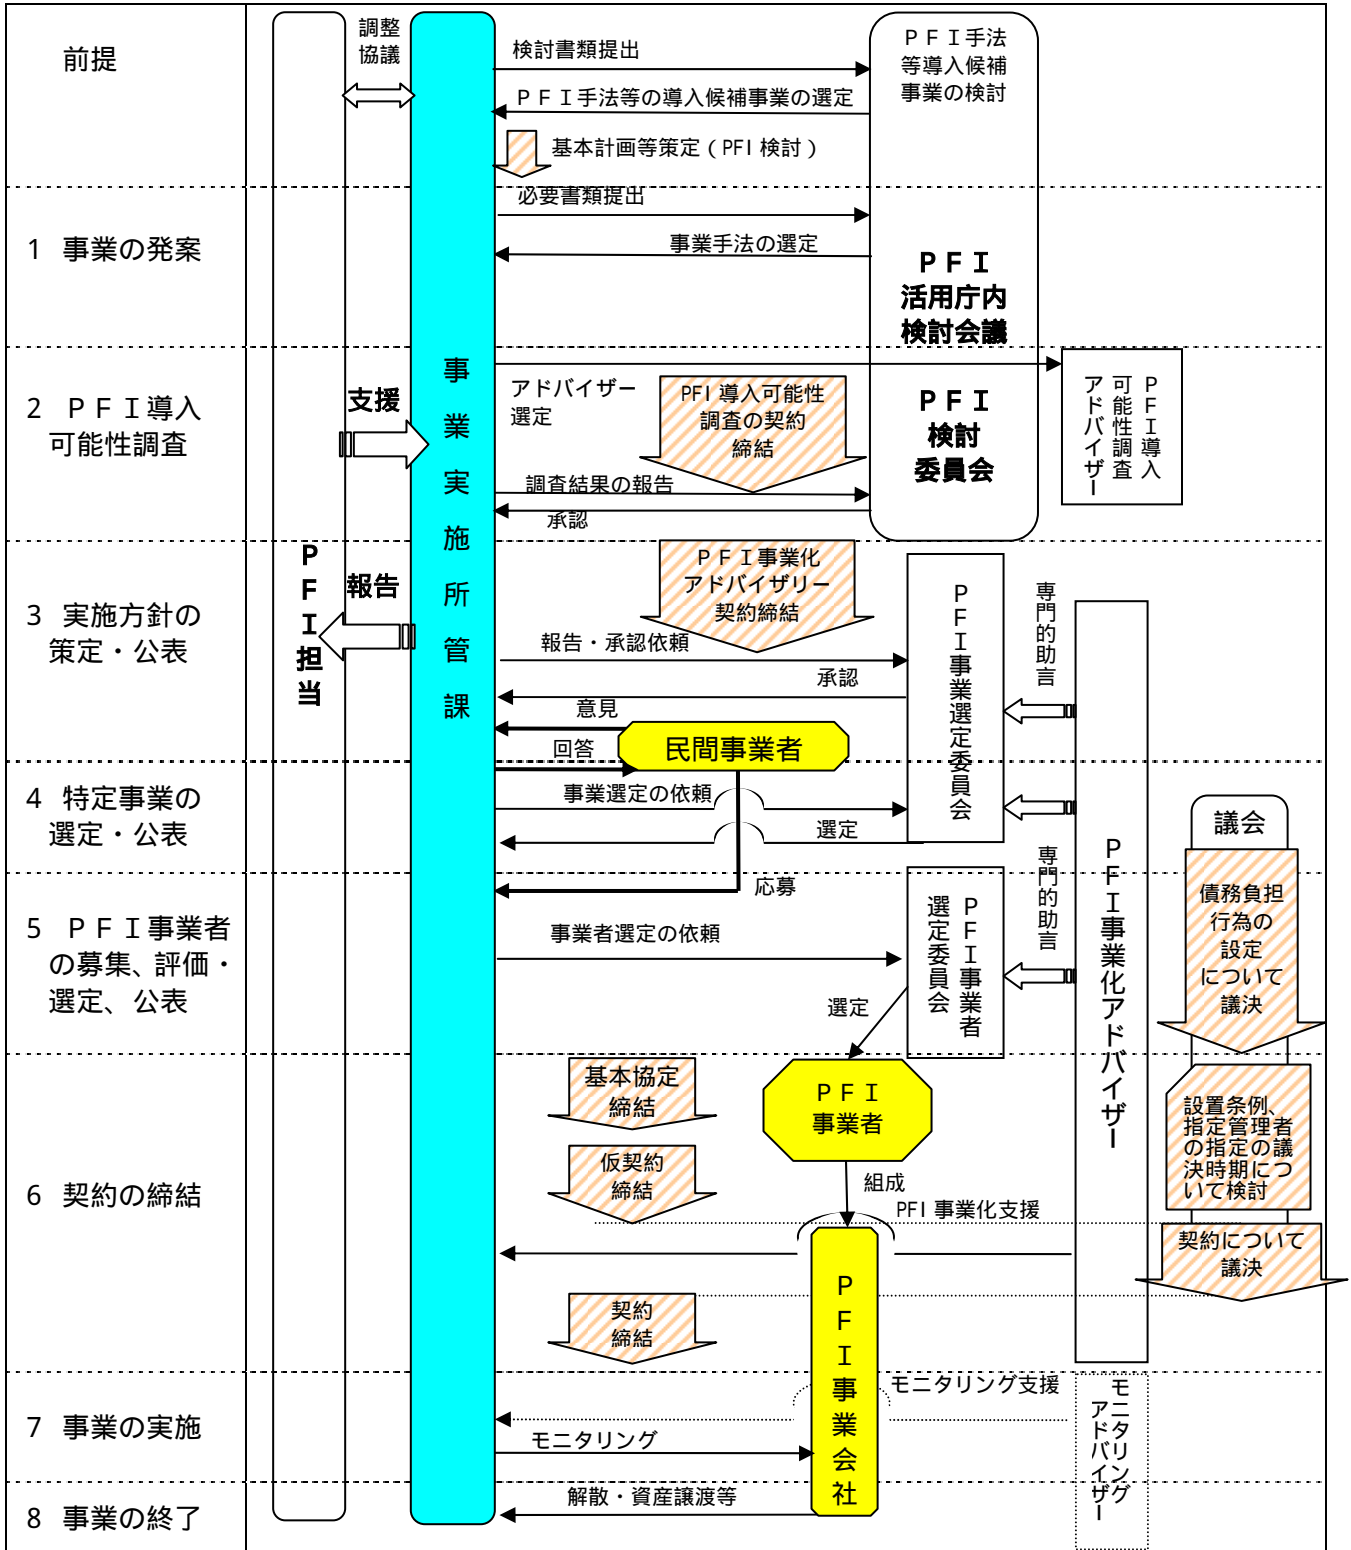 前提
調整
協議
検討書類提出
ＰＦＩ手法
等導入候補
事業の検討
ＰＦＩ手法等の導入候補事業の選定
基本計画等策定（PFI検討）
必要書類提出
1 事業の発案
事業手法の選定
ＰＦＩ
活用庁内
検討会議
2 ＰＦＩ導入
可能性調査
支援
アドバイザー
選定
PFI導入可能性
調査の契約
締結
ＰＦＩ
検討
委員会
ＰＦＩ導入
可能性調査
アドバイザー
調査結果の報告
承認
事業実施所管課
ＰＦＩ担当
3 実施方針の
策定・公表
報告
ＰＦＩ事業化
アドバイザリー
契約締結
報告・承認依頼
承認
意見
回答
民間事業者
ＰＦＩ事業選定委員会
専門的助言
4 特定事業の
選定・公表
事業選定の依頼
選定
議会
ＰＦＩ事業化アドバイザー
応募
5 ＰＦＩ事業者
の募集、評価・
選定、公表
事業者選定の依頼
選定
ＰＦＩ事業者
選定委員会
専門的助言
債務負担
行為の
設定
について
議決
6 契約の締結
基本協定
締結
ＰＦＩ
事業者
設置条例、
指定管理者
の指定の議
決時期につ
いて検討
仮契約
締結
組成
PFI事業化支援
契約について
議決
契約
締結
ＰＦＩ事業会社
7 事業の実施
モニタリング支援
モニタリング
モニタリング
アドバイザー
8 事業の終了
解散・資産譲渡等